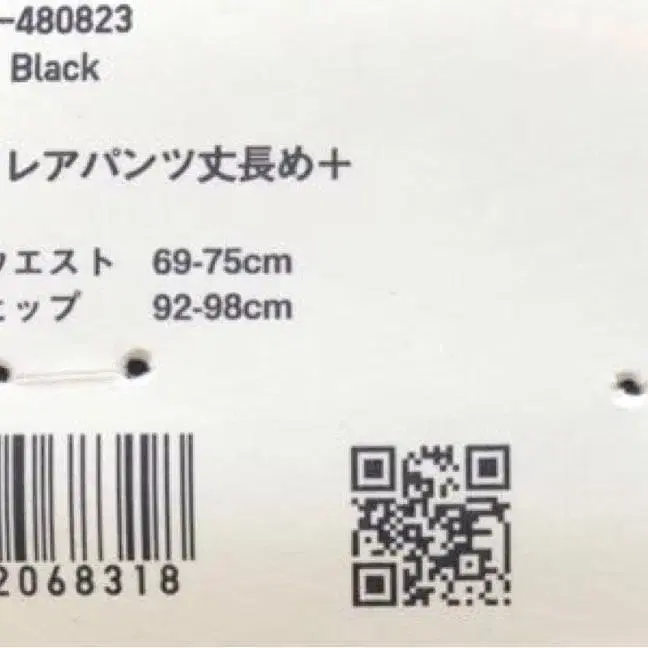 -480823
Black
レアパンツ丈長め＋
ウエスト 69-75cm
ヒップ 92-98cm
2068318